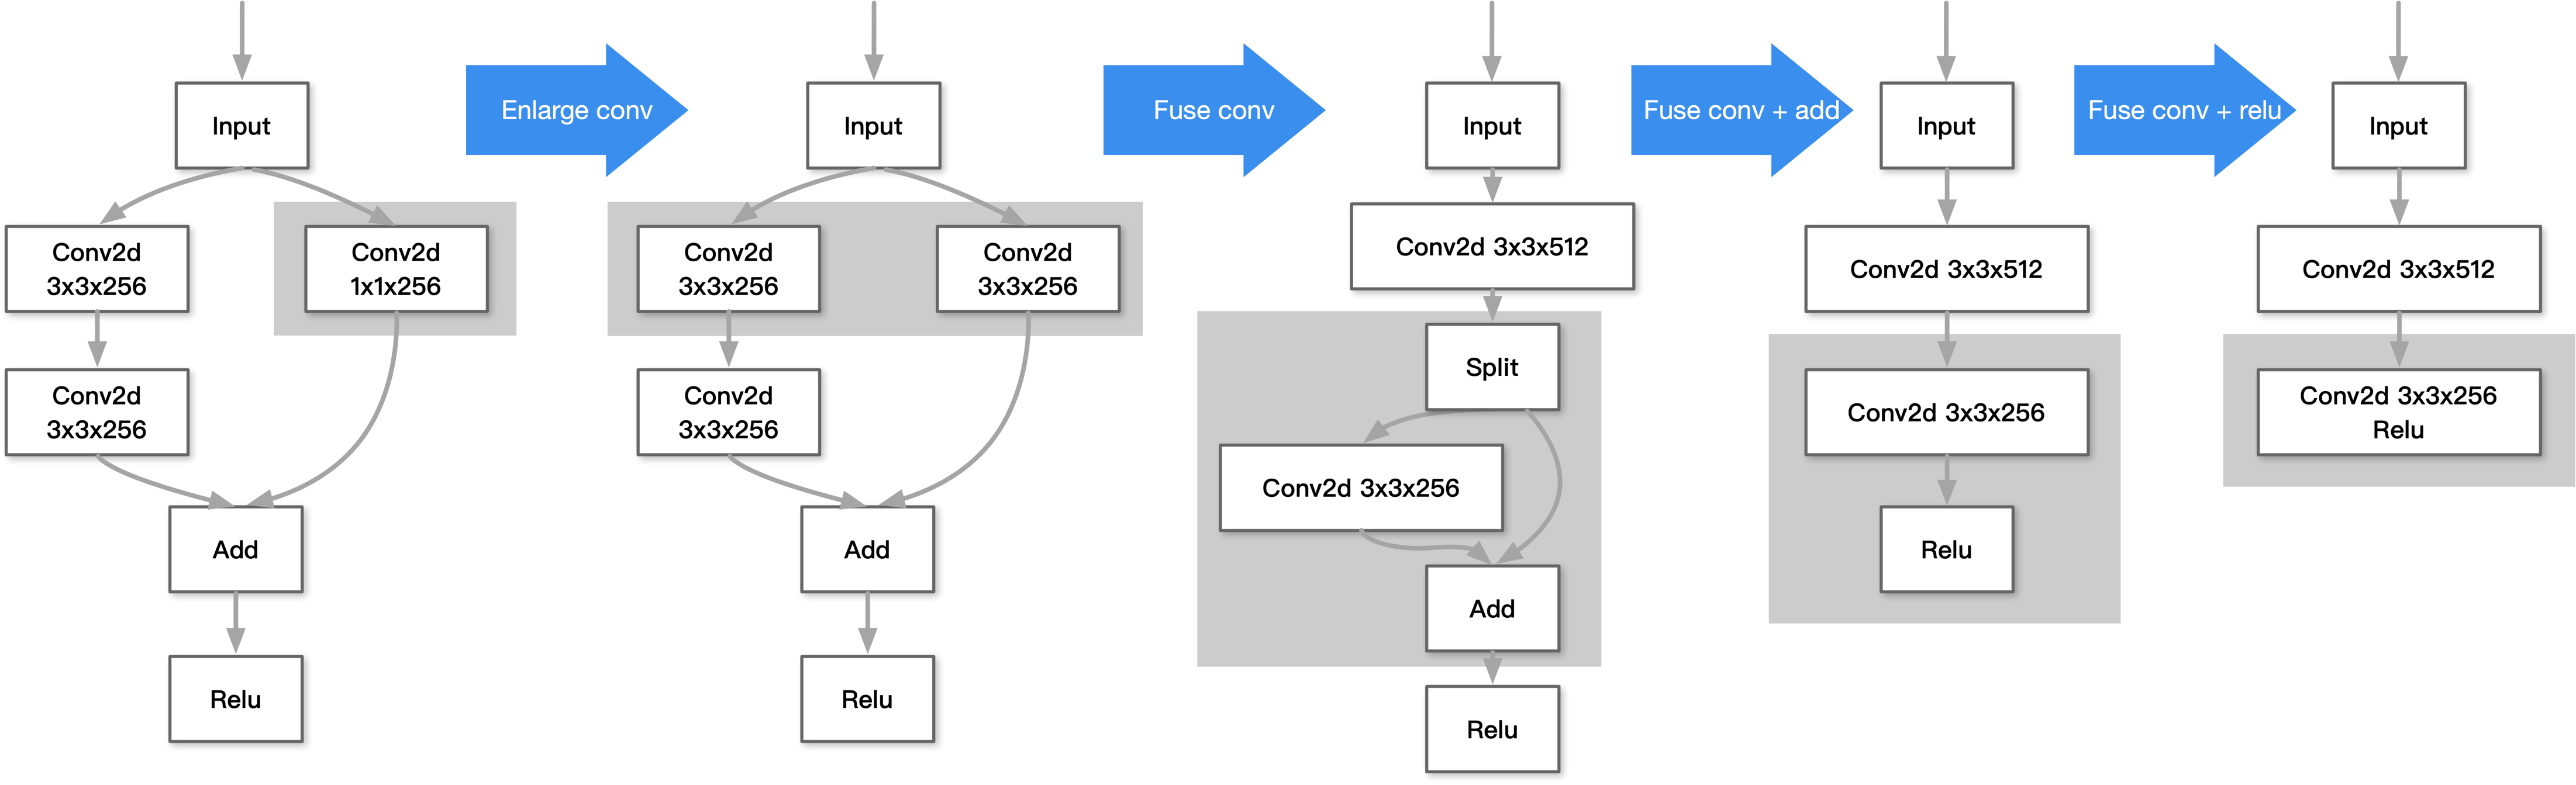 Input
Conv2d
3x3x256
Conv2d
1x1x256
Conv2d
3x3x256
Add
Relu
Enlarge conv
Input
Conv2d
3x3x256
Conv2d
3x3x256
Conv2d
3x3x256
Add
Relu
Fuse conv
Input
Conv2d 3x3x512
Split
Conv2d 3x3x256
Add
Relu
Fuse conv + add
Input
Conv2d 3x3x512
Conv2d 3x3x256
Relu
Fuse conv + relu
Input
Conv2d 3x3x512
Conv2d 3x3x256
Relu